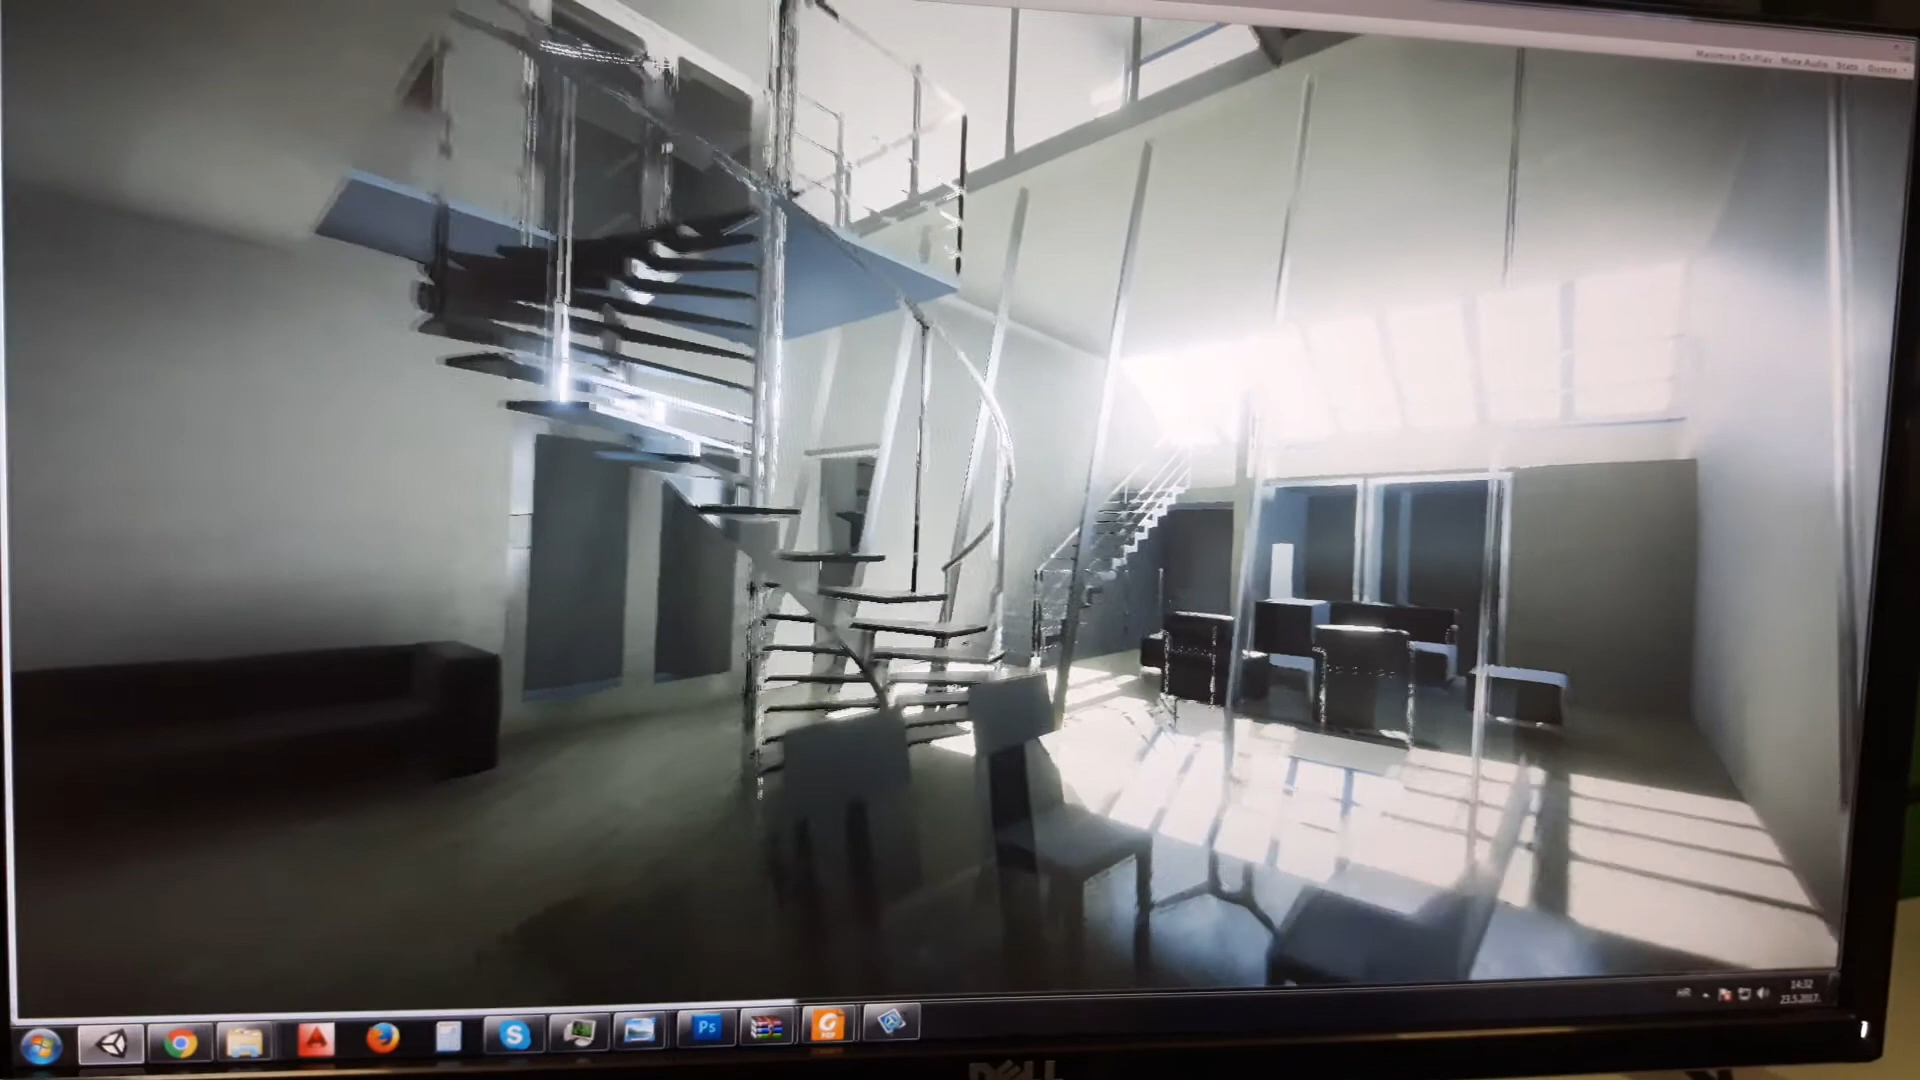 Maximize On Play Mute Audio Stats Gizmos
Ps
HR
14:32
23.5.2017.
DELL